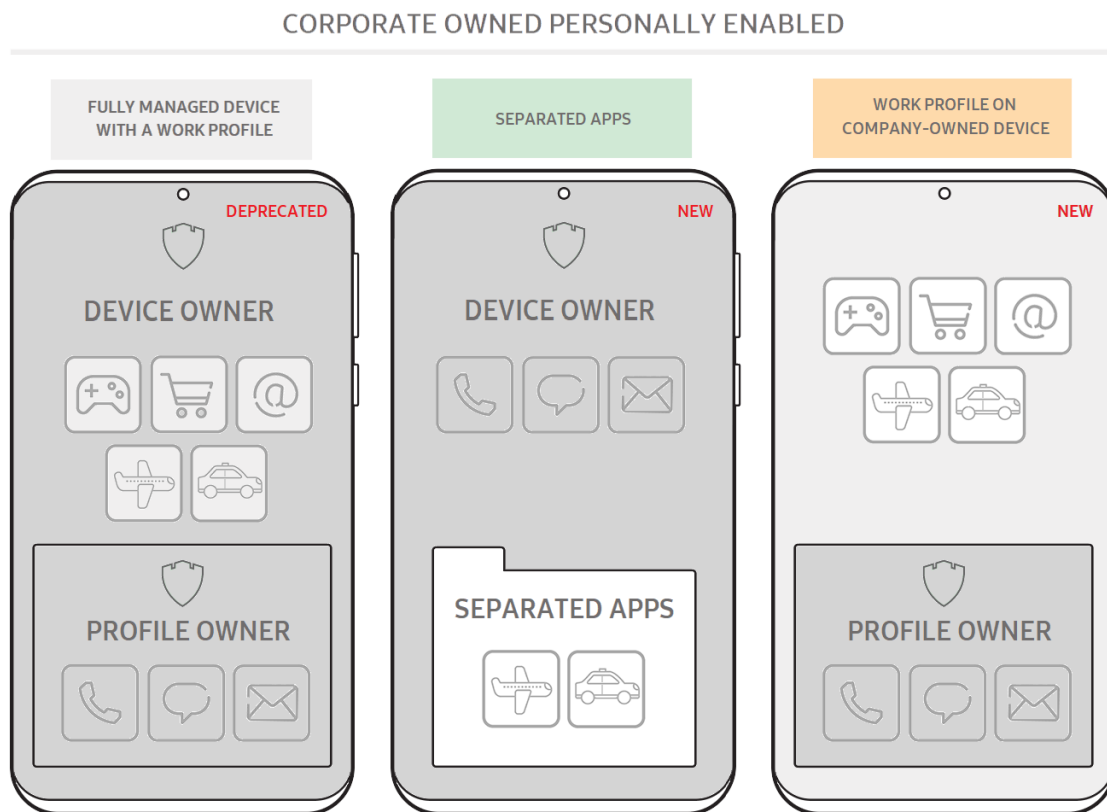 CORPORATE OWNED PERSONALLY ENABLED
FULLY MANAGED DEVICE
WITH A WORK PROFILE
SEPARATED APPS
WORK PROFILE ON
COMPANY-OWNED DEVICE
DEPRECATED
DEVICE OWNER
PROFILE OWNER
NEW
DEVICE OWNER
SEPARATED APPS
NEW
PROFILE OWNER